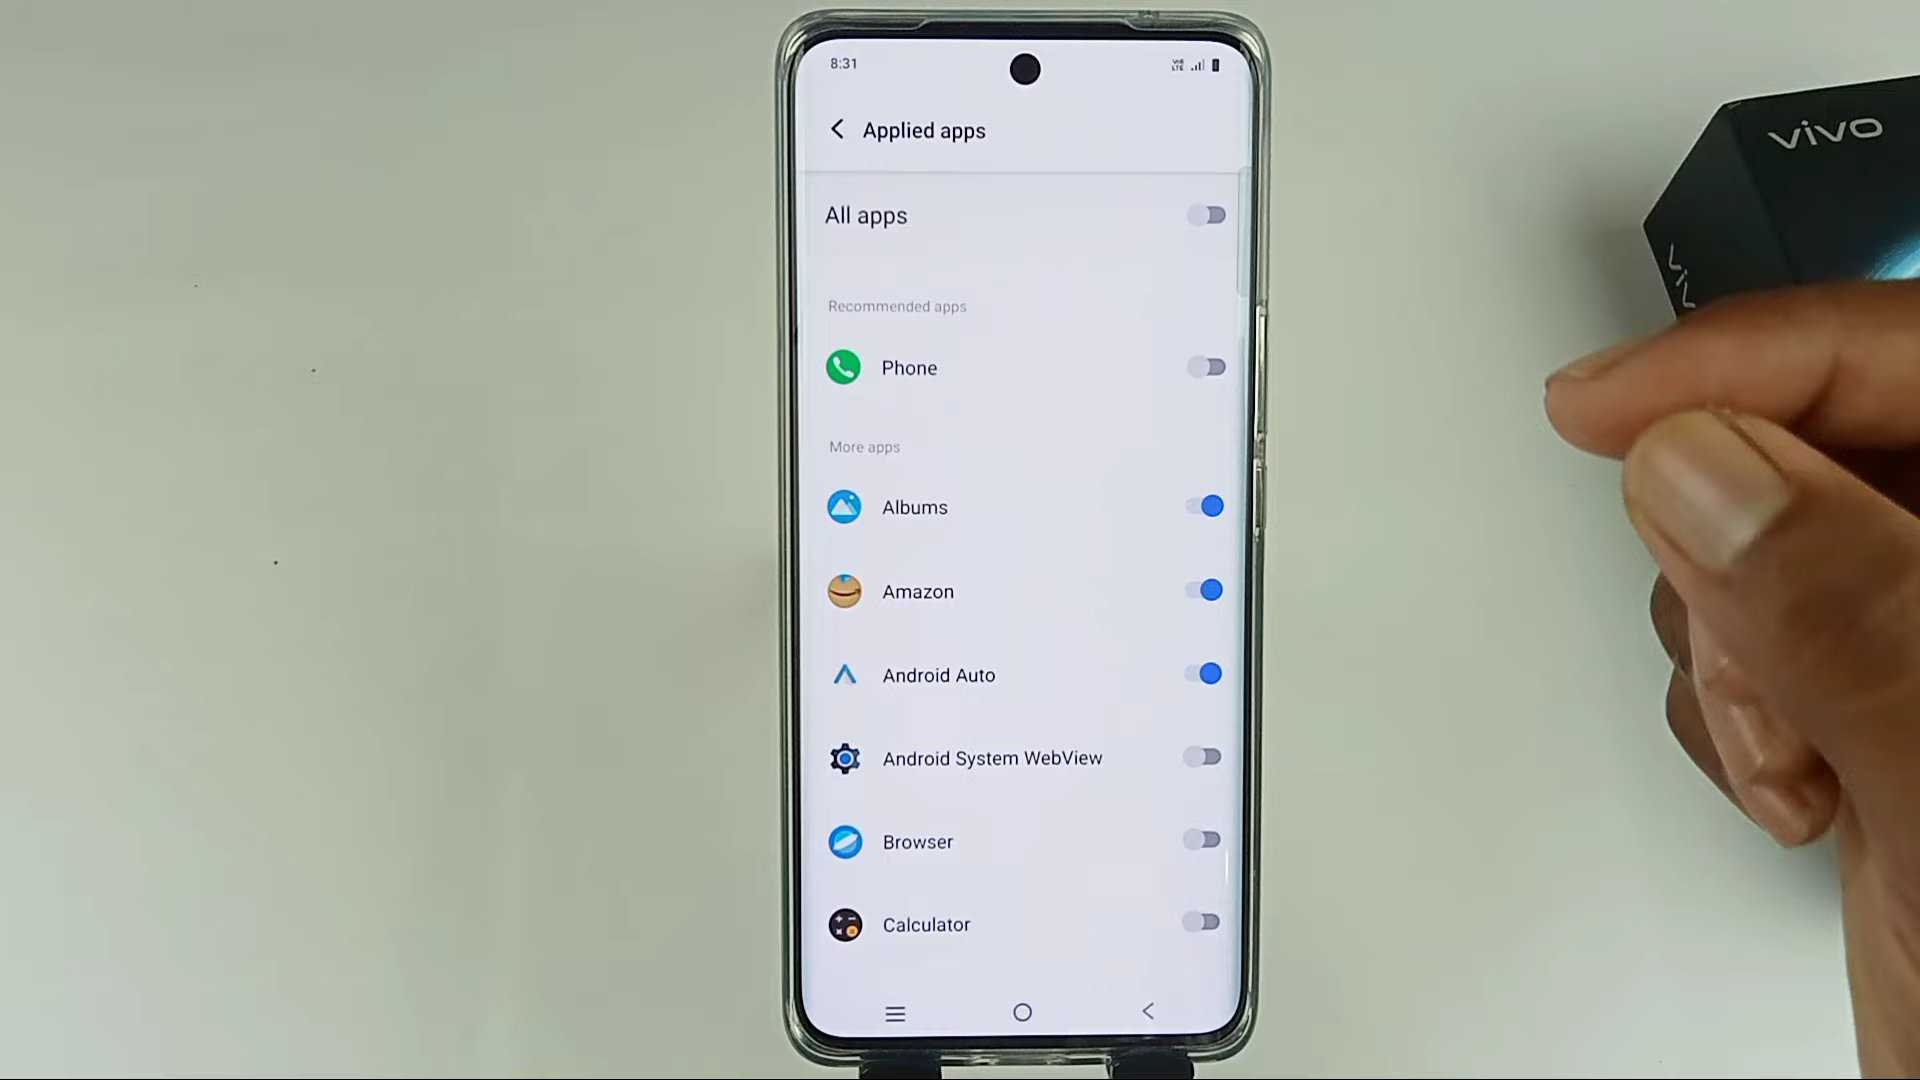 8:31
Applied apps
All apps
Recommended apps
Phone
More apps
Albums
Amazon
Android Auto
Android System WebView
Browser
Calculator
vivo